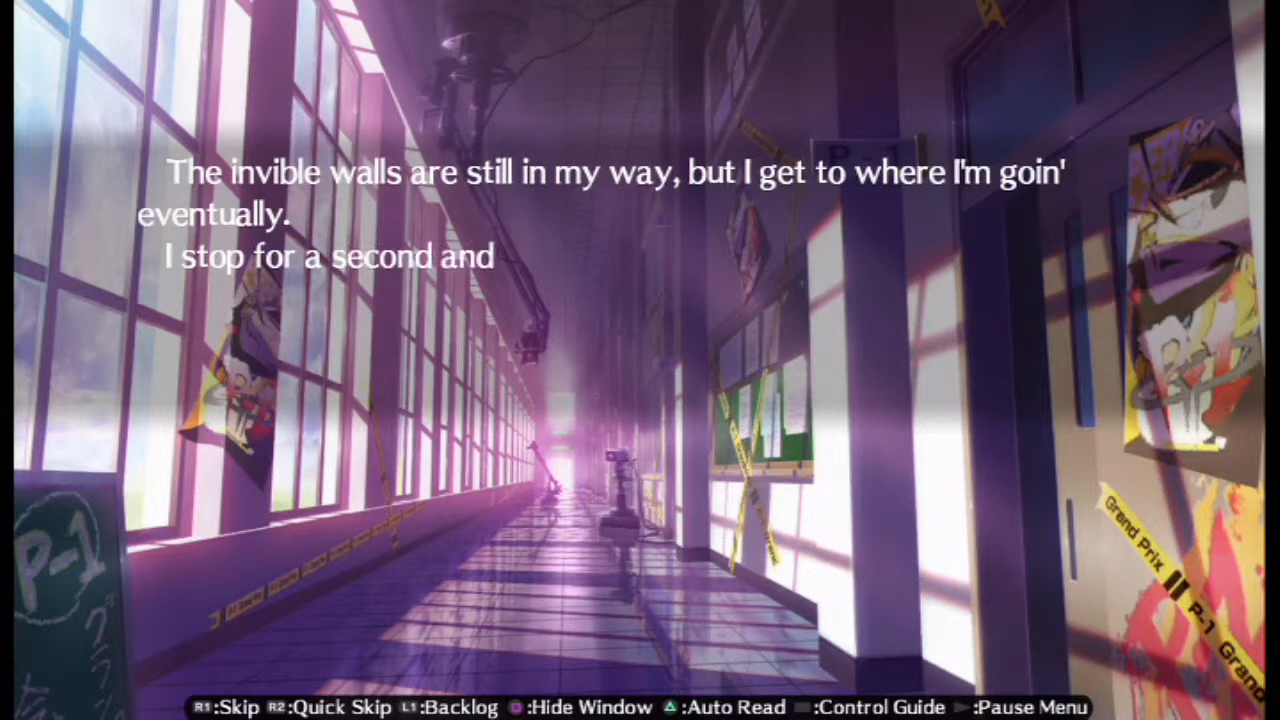 The invible walls are still in my way, but I get to where I'm goin'
eventually.
I stop for a second and
P-1
P-1
Grand Prix
P-1 Grand
R1:Skip R2:Quick Skip L1:Backlog :Hide Window :Auto Read :Control Guide :Pause Menu